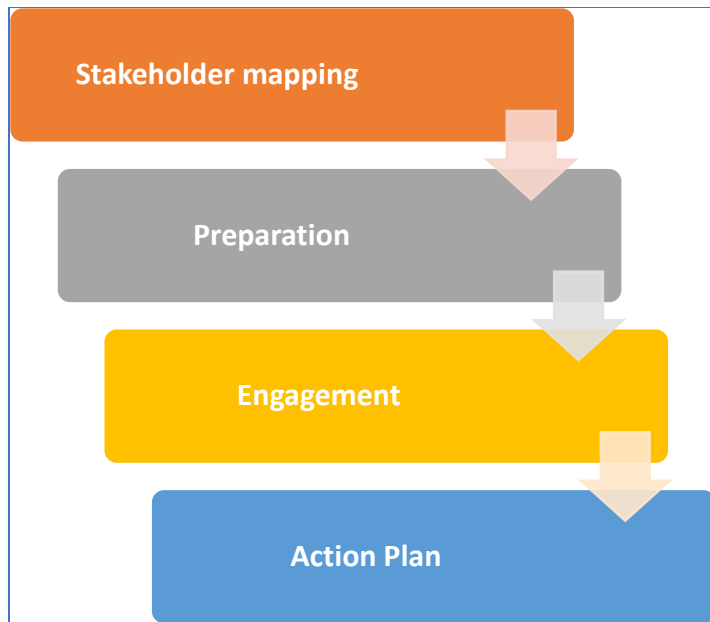 Stakeholder mapping
Preparation
Engagement
Action Plan